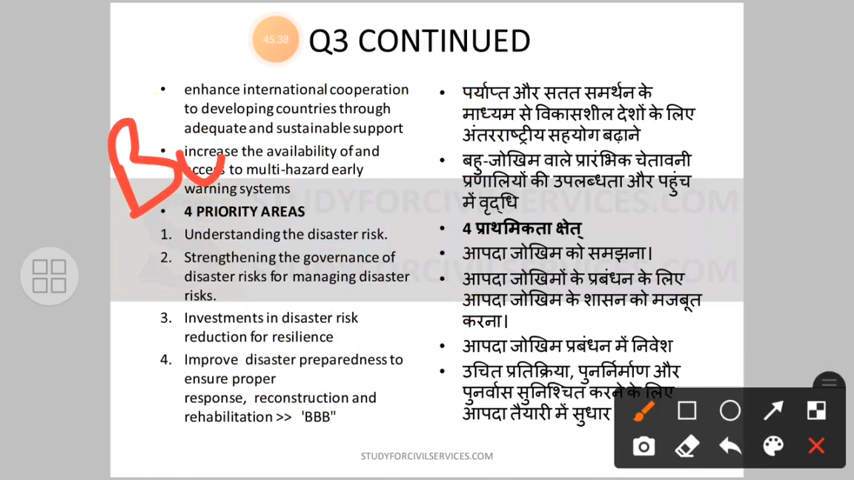 45:38
Q3 CONTINUED
• enhance international cooperation
to developing countries through
adequate and sustainable support
• increase the availability of and
access to multi-hazard early
warning systems
• 4 PRIORITY AREAS
1. Understanding the disaster risk.
2. Strengthening the governance of
disaster risks for managing disaster
risks.
3. Investments in disaster risk
reduction for resilience
4. Improve disaster preparedness to
ensure proper
response, reconstruction and
rehabilitation >> 'BBB"
• पर्याप्त और सतत समर्थन के
माध्यम से विकासशील देशों के लिए
अंतरराष्ट्रीय सहयोग बढ़ाने
• बहु-जोखिम वाले प्रारंभिक चेतावनी
प्रणालियों की उपलब्धता और पहुंच
में वृद्धि
• 4 प्राथमिकता क्षेत्
• आपदा जोखिम को समझना।
• आपदा जोखिमों के प्रबंधन के लिए
आपदा जोखिम के शासन को मजबूत
करना।
• आपदा जोखिम प्रबंधन में निवेश
• उचित प्रतिक्रिया, पुनर्निर्माण और
पुनर्वास सुनिश्चित करने के लिए
आपदा तैयारी में सुधार
STUDYFORCIVILSERVICES.COM